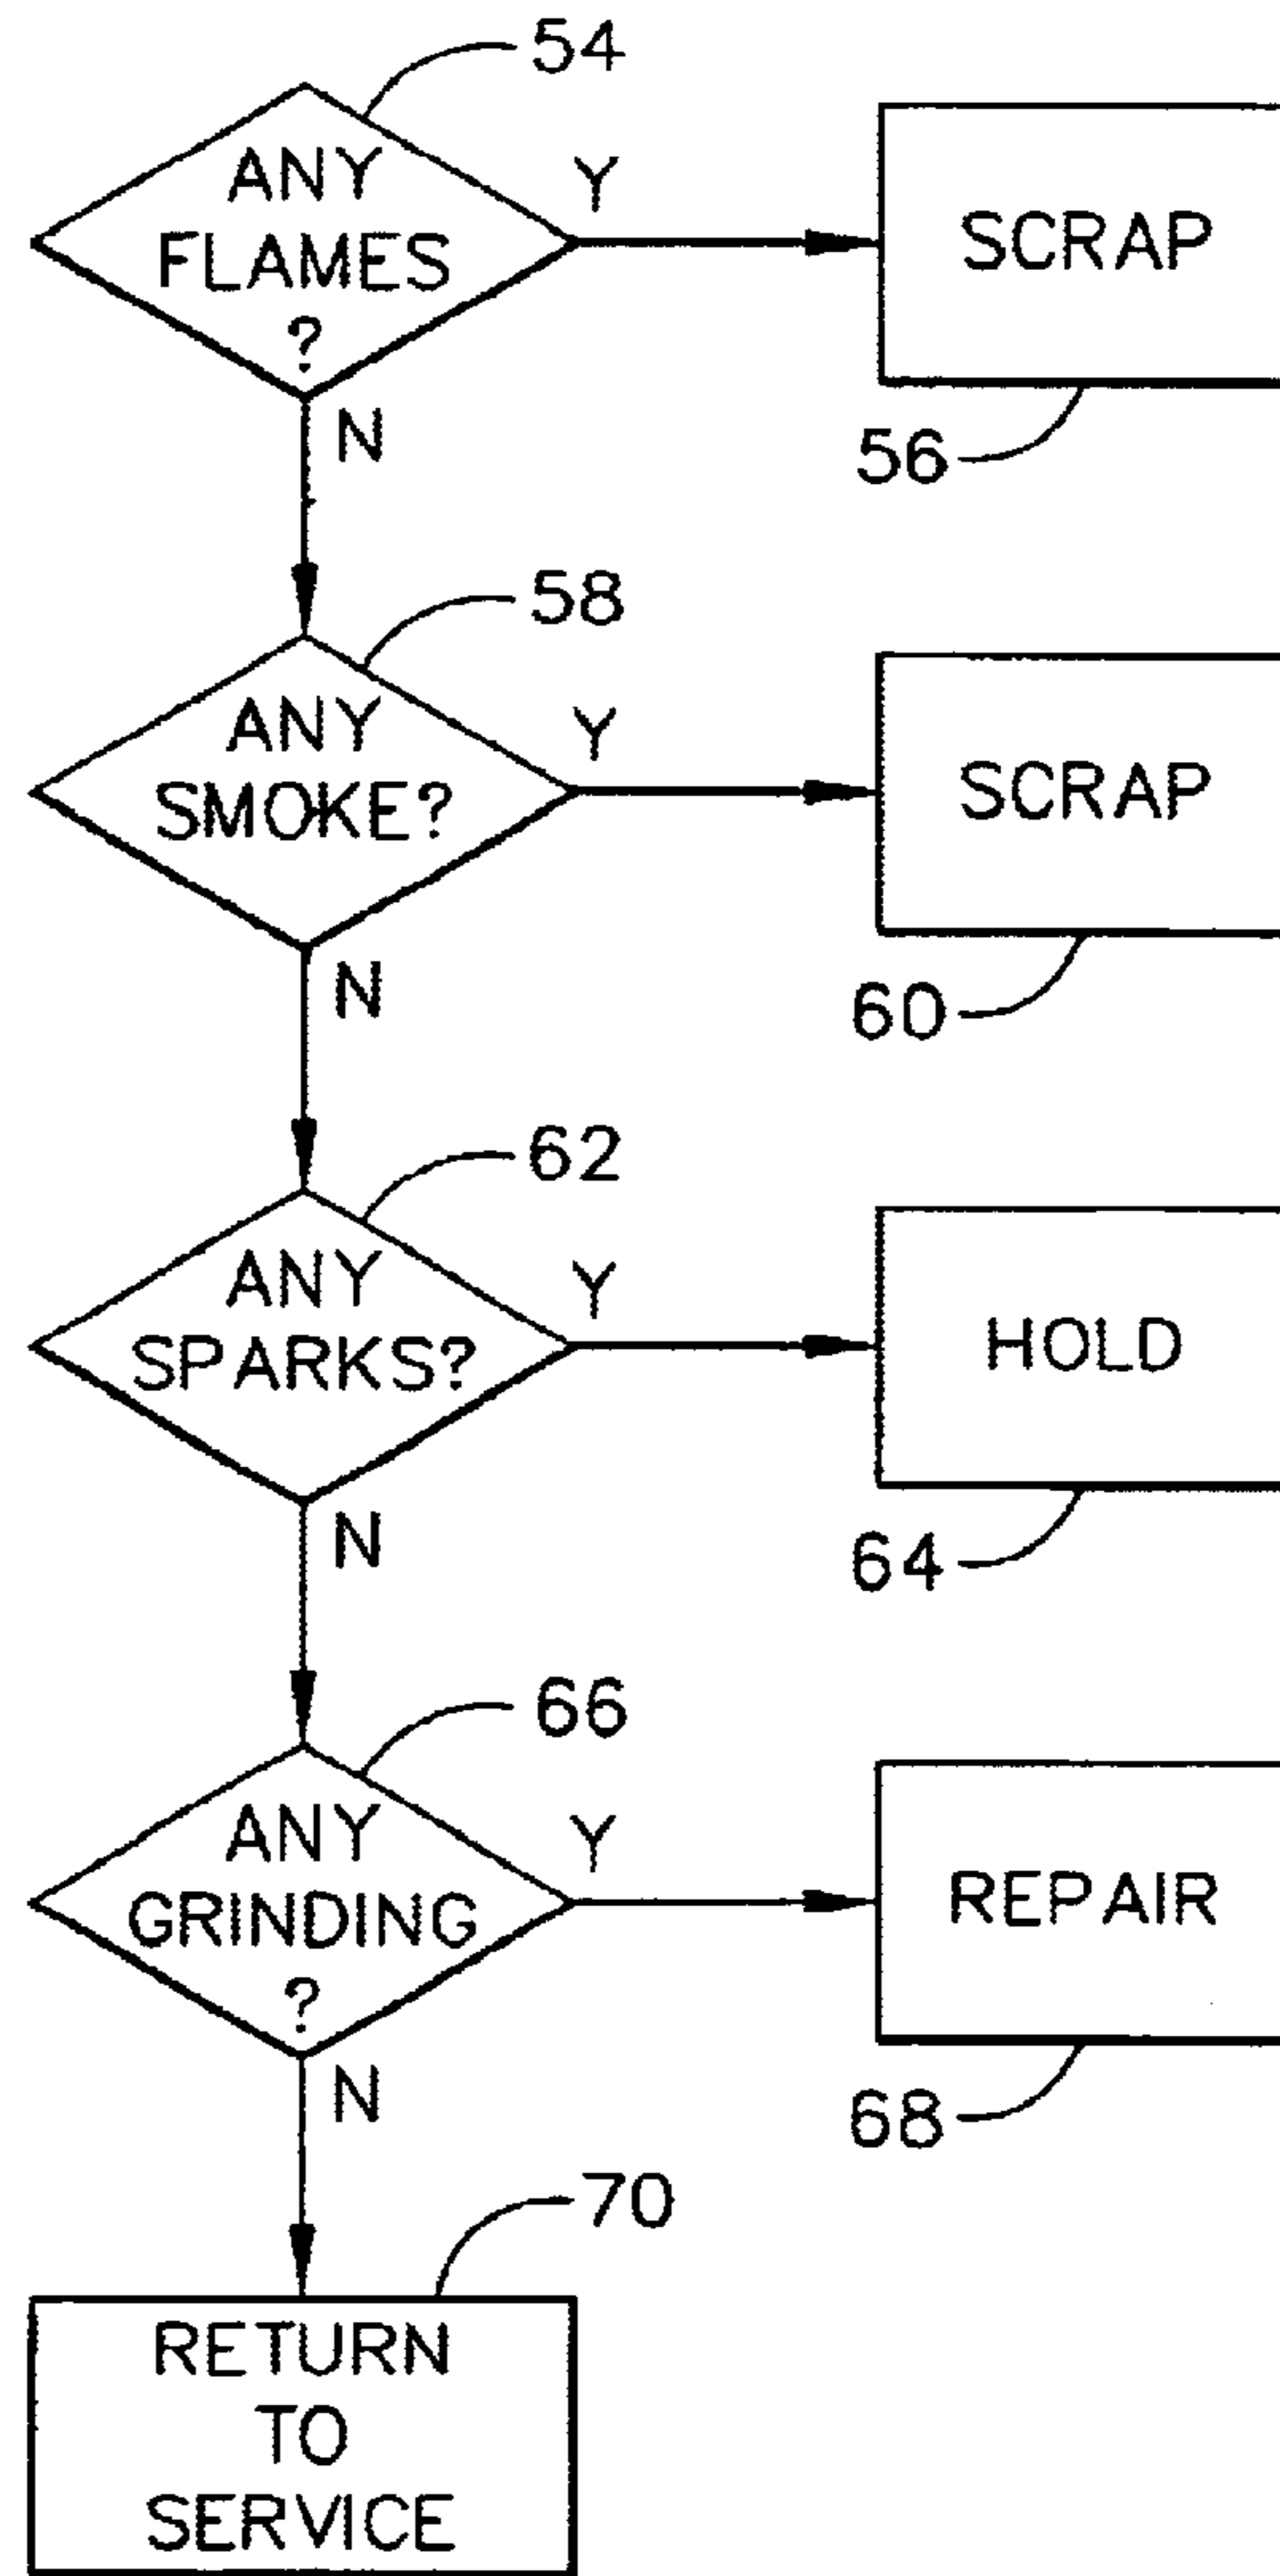 54
ANY
FLAMES
?
Y
SCRAP
56
N
58
ANY
SMOKE?
Y
SCRAP
60
N
62
ANY
SPARKS?
Y
HOLD
64
N
66
ANY
GRINDING
?
Y
REPAIR
68
N
70
RETURN
TO
SERVICE